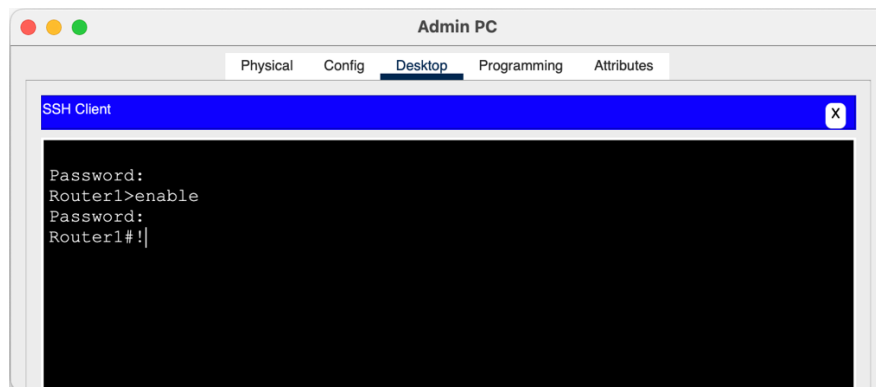 Admin PC
Physical Config Desktop Programming Attributes
SSH Client X
Password:
Router1>enable
Password:
Router1#!